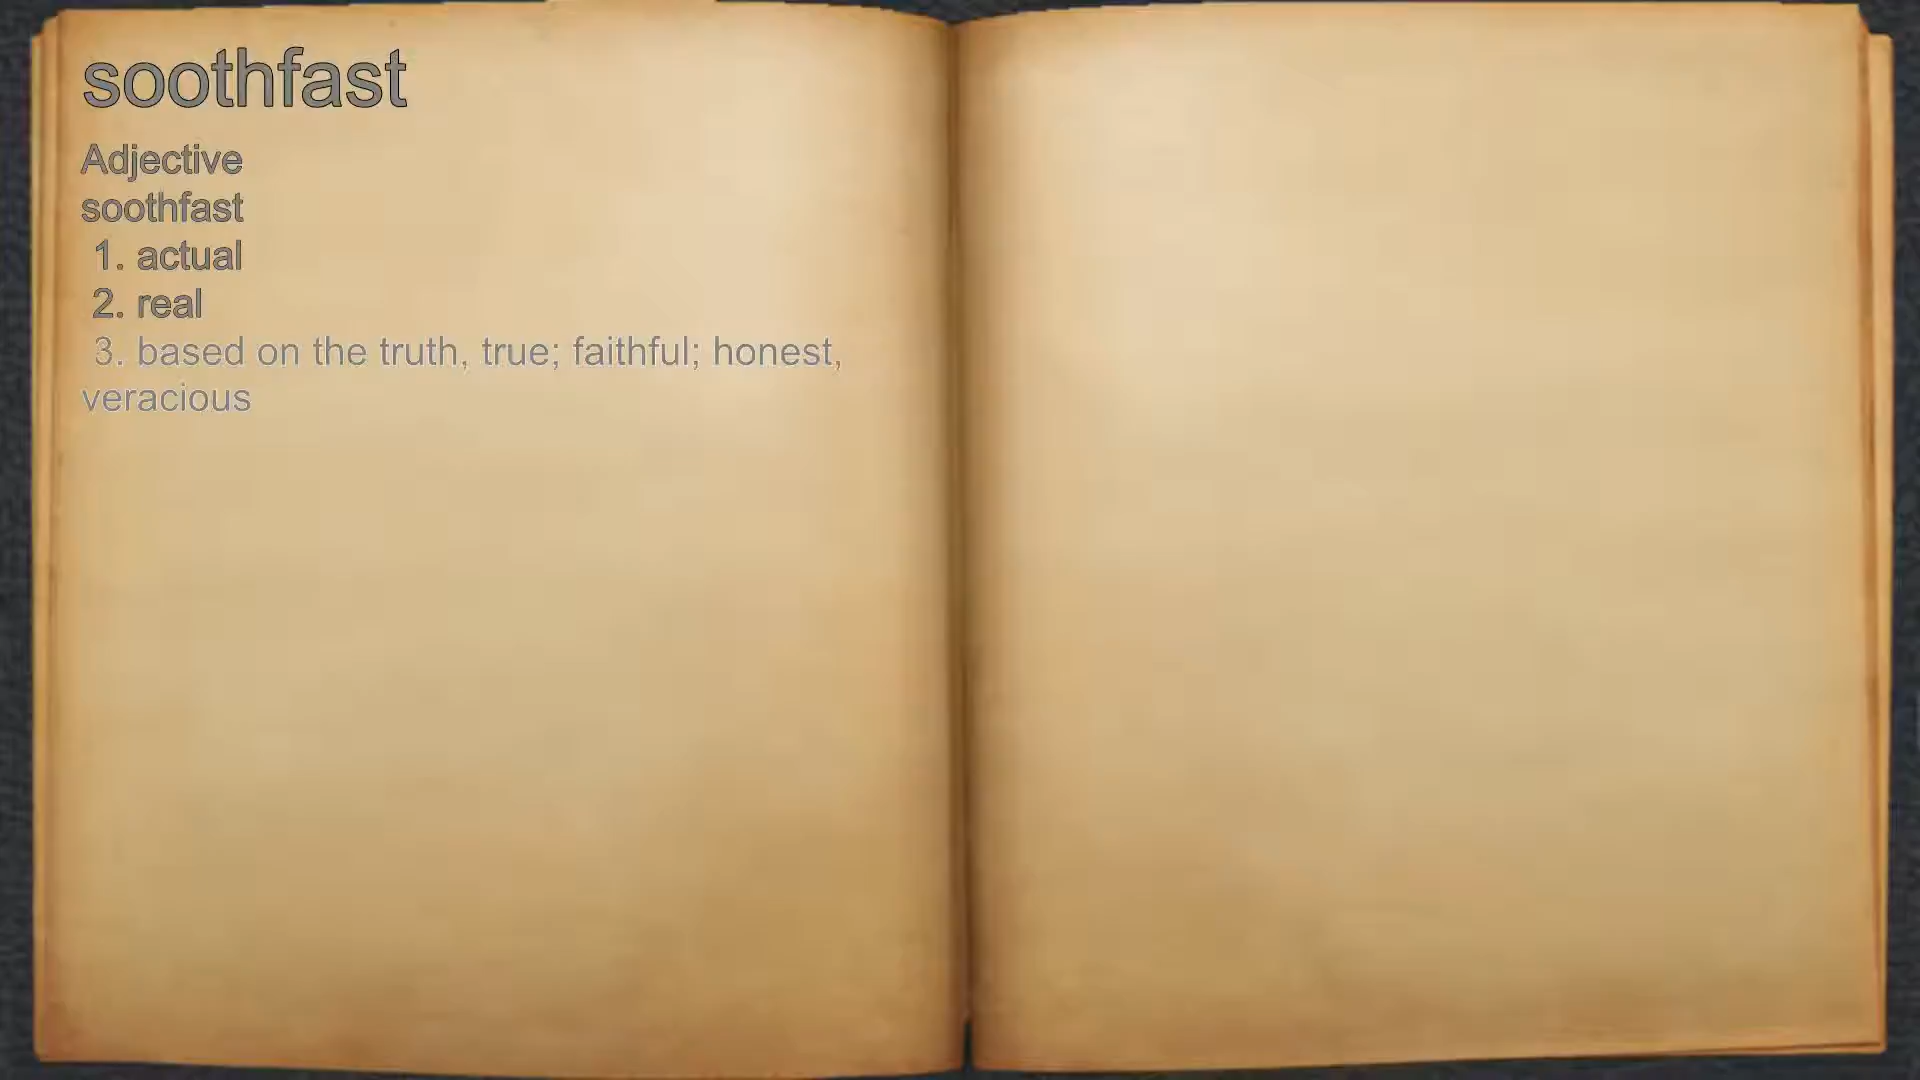 soothfast
Adjective
soothfast
1. actual
2. real
3. based on the truth, true; faithful; honest,
veracious